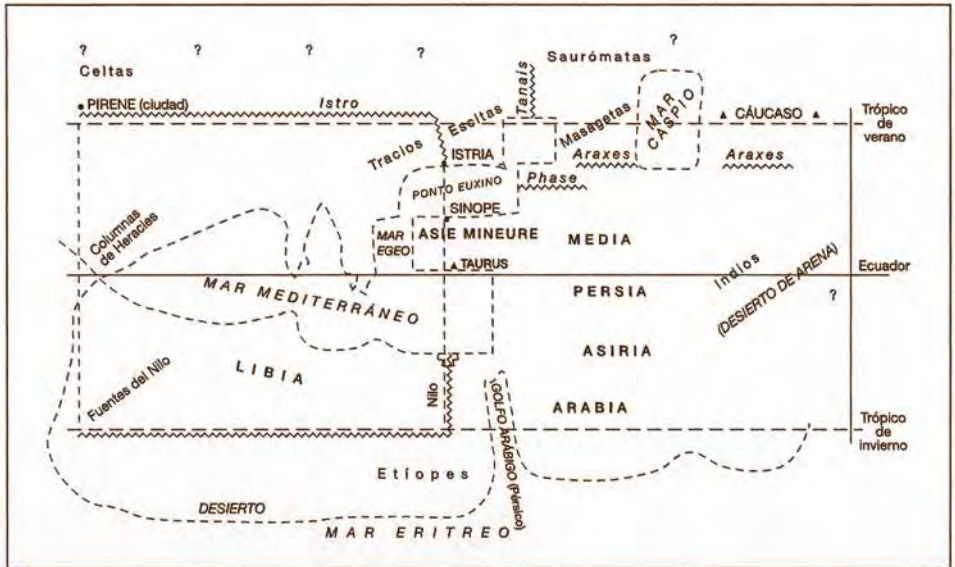 ?
?
?
?
?
Celtas
Saurómatas
PIRENE (ciudad)
Istro
Escitas
Tanais
Masagetas
MAR
CASPIO
CÁUCASO
Trópico
de
verano
Tracios
ISTRIA
Araxes
Araxes
PONTO EUXINO
Phase
SINOPE
Columnas
de Heracles
MAR
EGEO
ASIE MINEURE
MEDIA
TAURUS
Indios
Ecuador
MAR MEDITERRÁNEO
PERSIA
(DESIERTO DE ARENA)
?
ASIRIA
LIBIA
Fuentes del Nilo
Nilo
GOLFO ARÁBIGO (Pérsico)
ARABIA
Trópico
de
invierno
Etíopes
DESIERTO
MAR ERITREO